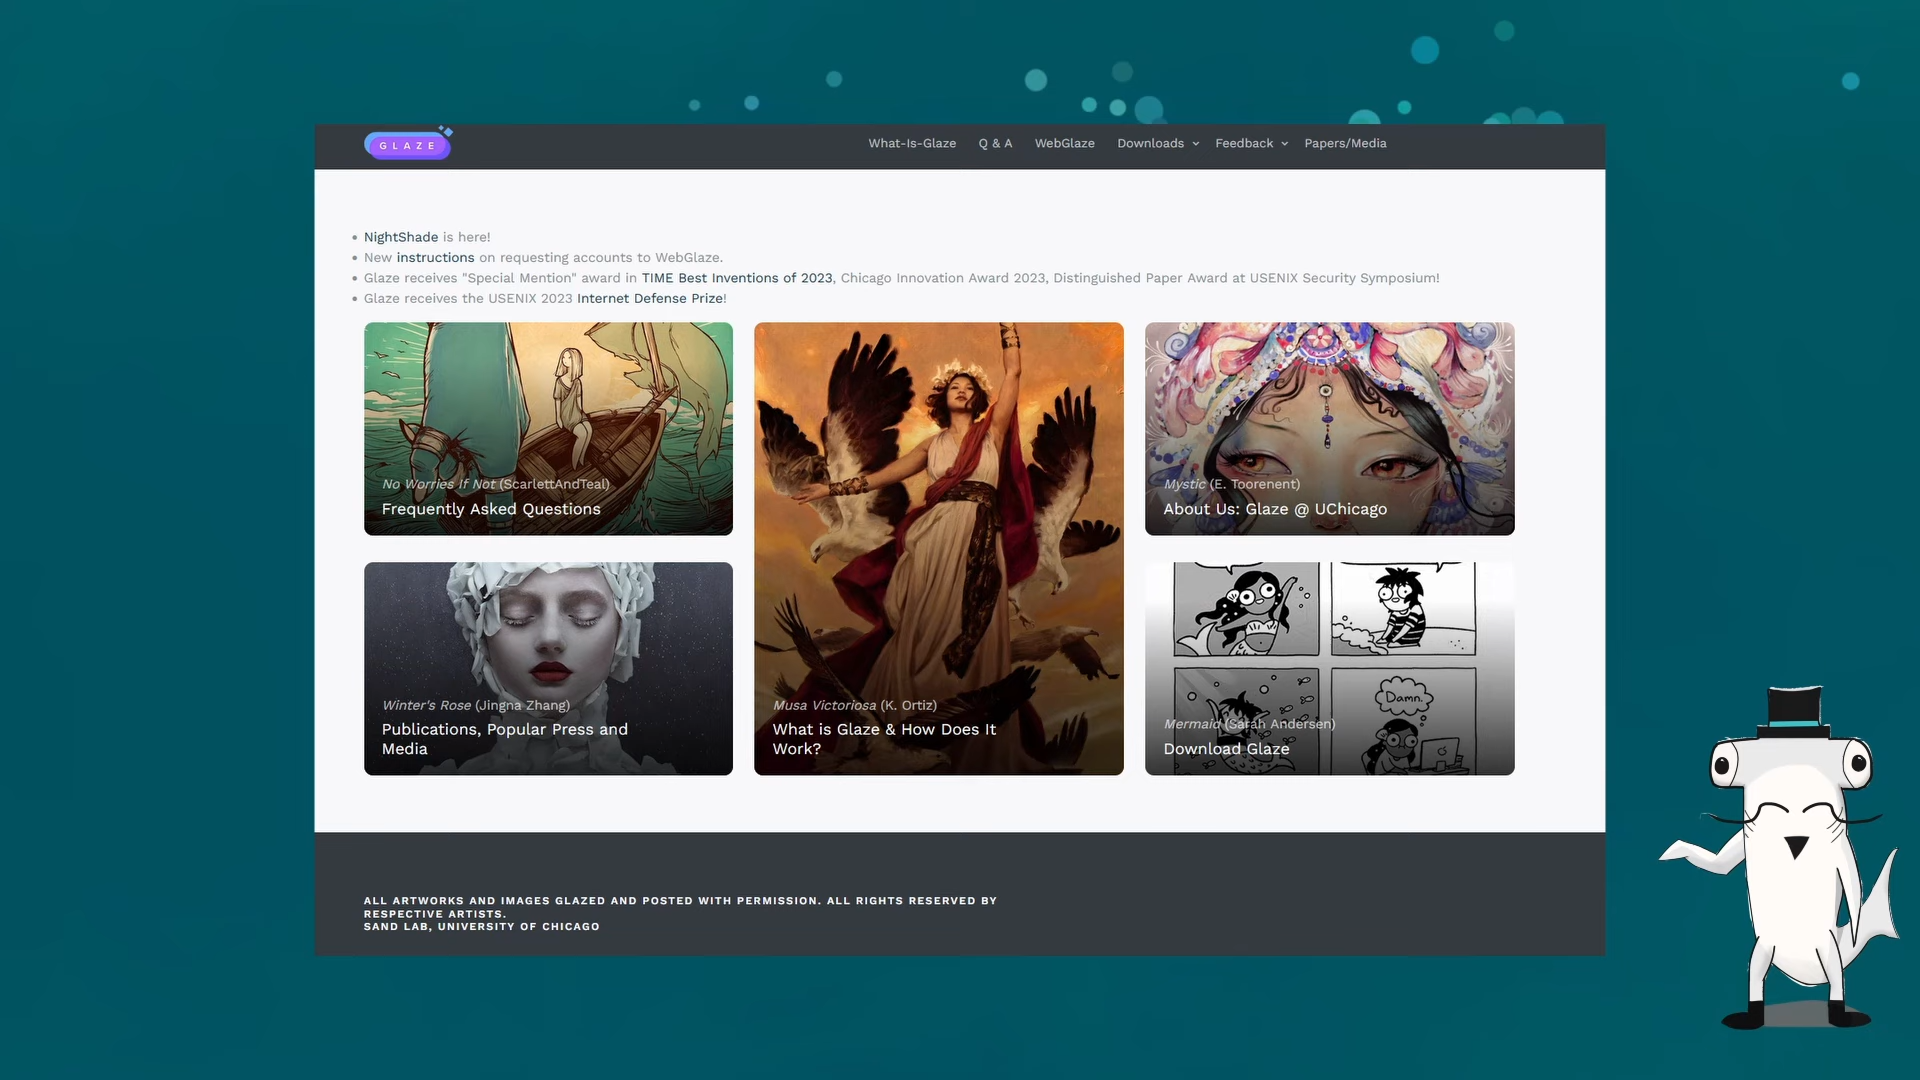 GLAZE
What-Is-Glaze Q & A WebGlaze Downloads Feedback Papers/Media
NightShade is here!
New instructions on requesting accounts to WebGlaze.
Glaze receives "Special Mention" award in TIME Best Inventions of 2023, Chicago Innovation Award 2023, Distinguished Paper Award at USENIX Security Symposium!
Glaze receives the USENIX 2023 Internet Defense Prize!
No Worries If Not (ScarlettAndTeal)
Frequently Asked Questions
Mystic (E. Toorenent)
About Us: Glaze @ UChicago
Winter's Rose (Jingna Zhang)
Publications, Popular Press and
Media
Musa Victoriosa (K. Ortiz)
What is Glaze & How Does It
Work?
Damn.
Mermaid (Sarah Andersen)
Download Glaze
ALL ARTWORKS AND IMAGES GLAZED AND POSTED WITH PERMISSION. ALL RIGHTS RESERVED BY
RESPECTIVE ARTISTS.
SAND LAB, UNIVERSITY OF CHICAGO